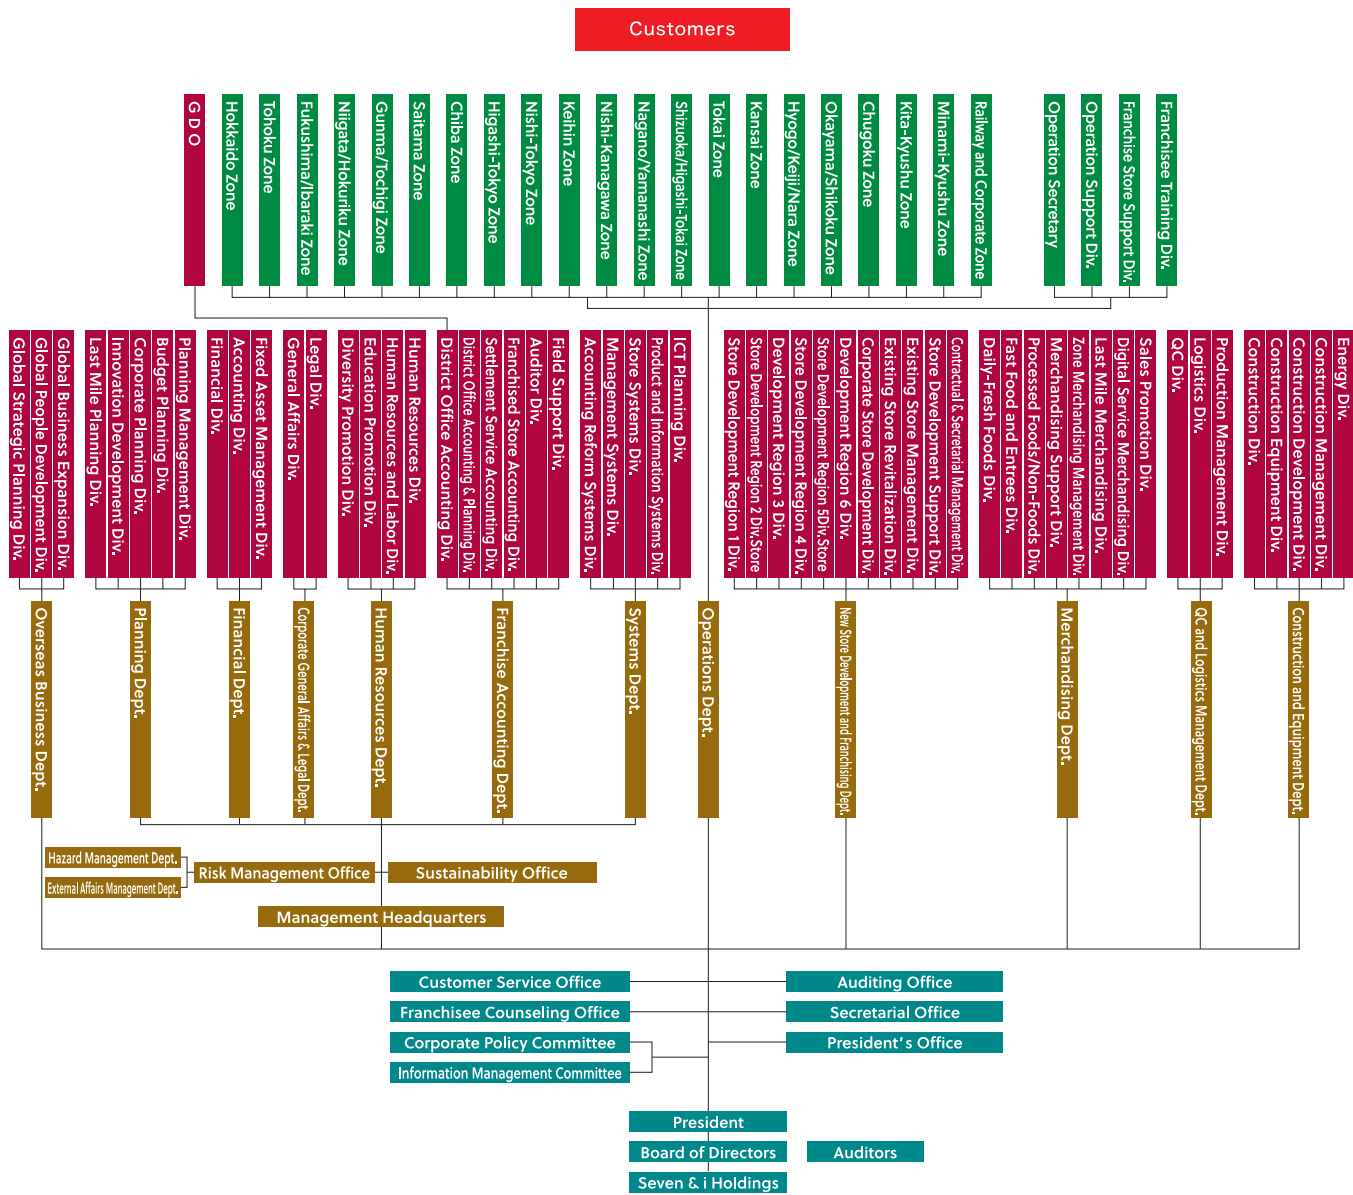 Customers
G D O
Hokkaido Zone
Tohoku Zone
Fukushima/Ibaraki Zone
Niigata/Hokuriku Zone
Gunma/Tochigi Zone
Saitama Zone
Chiba Zone
Higashi-Tokyo Zone
Nishi-Tokyo Zone
Keihin Zone
Nishi-Kanagawa Zone
Nagano/Yamanashi Zone
Shizuoka/Higashi-Tokai Zone
Tokai Zone
Kansai Zone
Hyogo/Keiji/Nara Zone
Okayama/Shikoku Zone
Chugoku Zone
Kita-Kyushu Zone
Minami-Kyushu Zone
Railway and Corporate Zone
Operation Secretary
Operation Support Div.
Franchise Store Support Div.
Franchisee Training Div.
Global Strategic Planning Div.
Global People Development Div.
Global Business Expansion Div.
Last Mile Planning Div.
Innovation Development Div.
Corporate Planning Div.
Budget Planning Div.
Planning Management Div.
Financial Div.
Accounting Div.
Fixed Asset Management Div.
General Affairs Div.
Legal Div.
Diversity Promotion Div.
Education Promotion Div.
Human Resources and Labor Div.
Human Resources Div.
District Office Accounting Div.
District Office Accounting & Planning Div.
Settlement Service Accounting Div.
Franchised Store Accounting Div.
Auditor Div.
Field Support Div.
Accounting Reform Systems Div.
Management Systems Div.
Store Systems Div.
Product and Information Systems Div.
ICT Planning Div.
Store Development Region 1 Div.
Store Development Region 2 Div.Store
Development Region 3 Div.
Store Development Region 4 Div.
Store Development Region 5Div.Store
Development Region 6 Div.
Corporate Store Development Div.
Existing Store Revitalization Div.
Existing Store Management Div.
Store Development Support Div.
Contractual & Secretarial Management Div.
Daily-Fresh Foods Div.
Fast Food and Entrees Div.
Processed Foods/Non-Foods Div.
Merchandising Support Div.
Zone Merchandising Management Div.
Last Mile Merchandising Div.
Digital Service Merchandising Div.
Sales Promotion Div.
QC Div.
Logistics Div.
Production Management Div.
Construction Div.
Construction Equipment Div.
Construction Development Div.
Construction Management Div.
Energy Div.
Overseas Business Dept.
Planning Dept.
Financial Dept.
Corporate General Affairs & Legal Dept.
Human Resources Dept.
Franchise Accounting Dept.
Systems Dept.
Operations Dept.
New Store Development and Franchising Dept.
Merchandising Dept.
QC and Logistics Management Dept.
Construction and Equipment Dept.
Hazard Management Dept.
External Affairs Management Dept.
Risk Management Office
Sustainability Office
Management Headquarters
Customer Service Office
Auditing Office
Franchisee Counseling Office
Secretarial Office
Corporate Policy Committee
President's Office
Information Management Committee
President
Board of Directors
Auditors
Seven & i Holdings